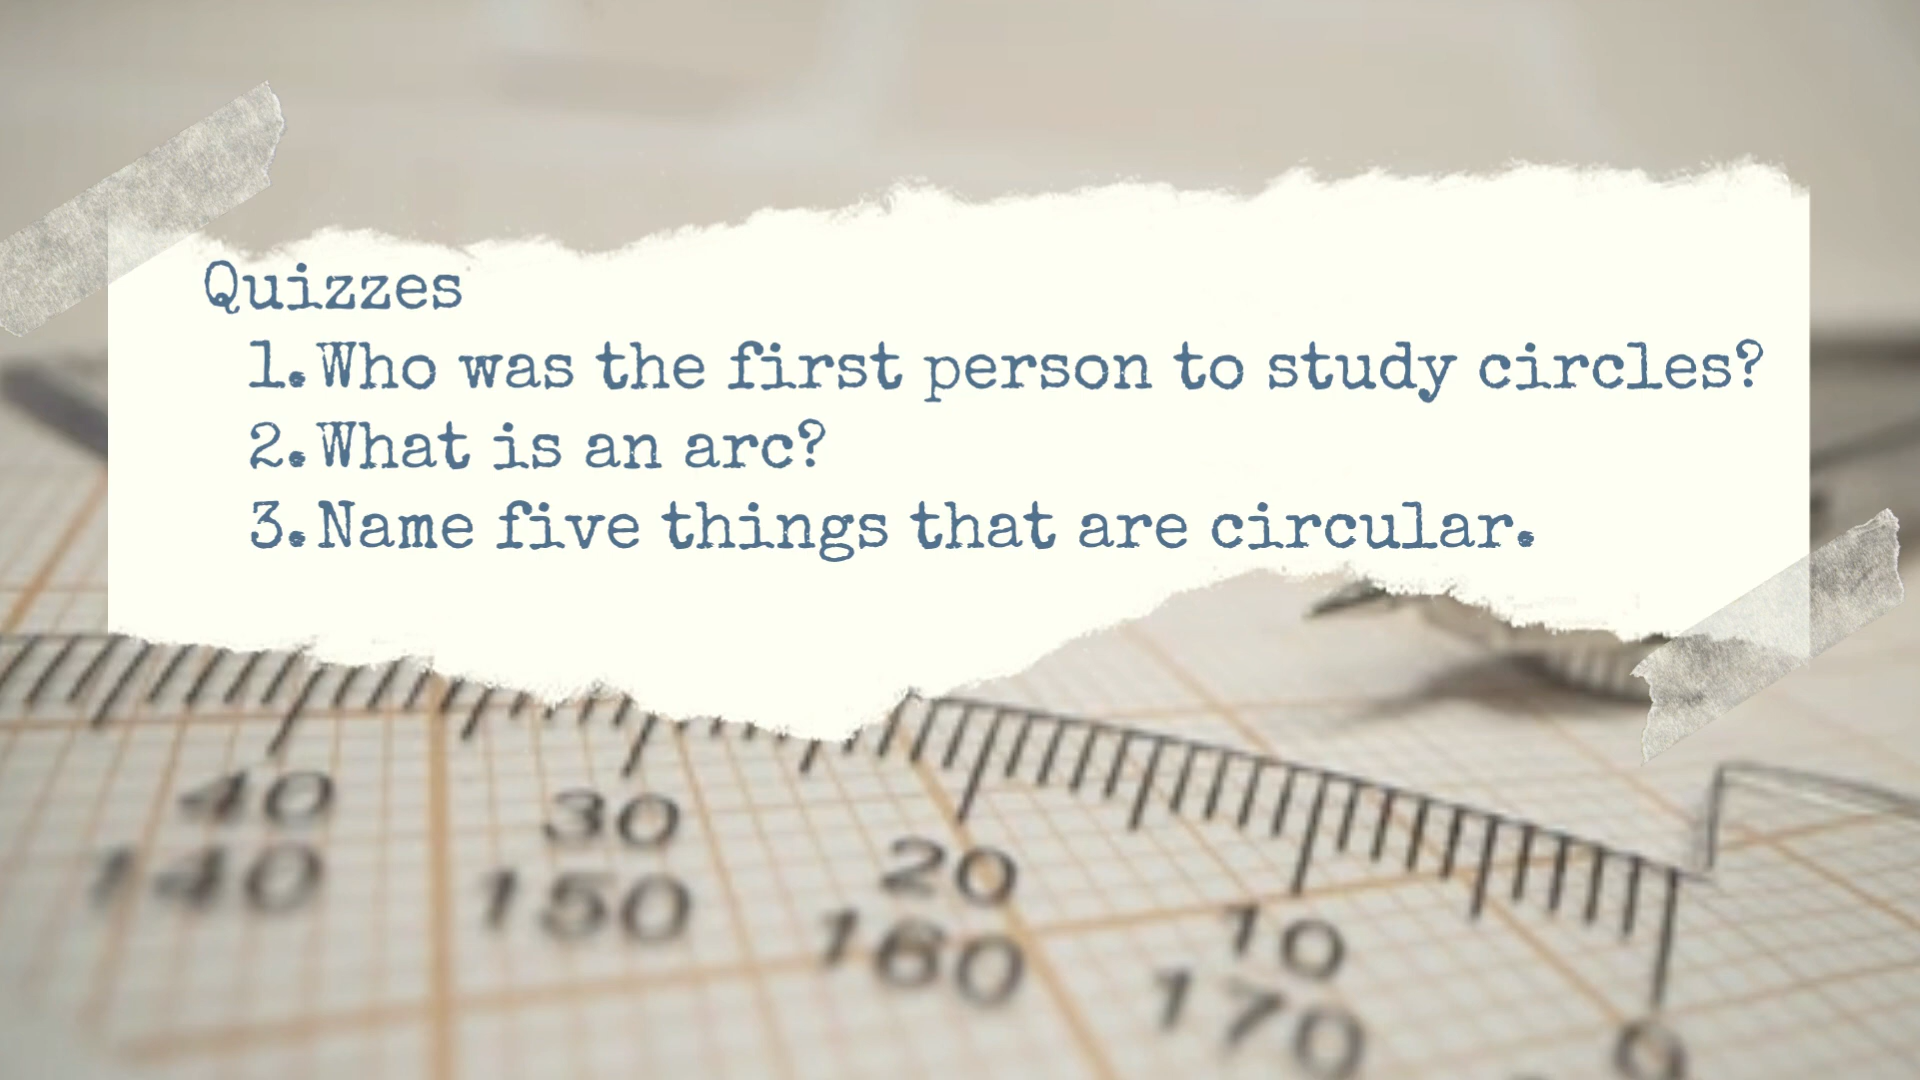 Quizzes
1.Who was the first person to study circles?
2.What is an arc?
3.Name five things that are circular.
40
30
20
10
0
140
150
160
170